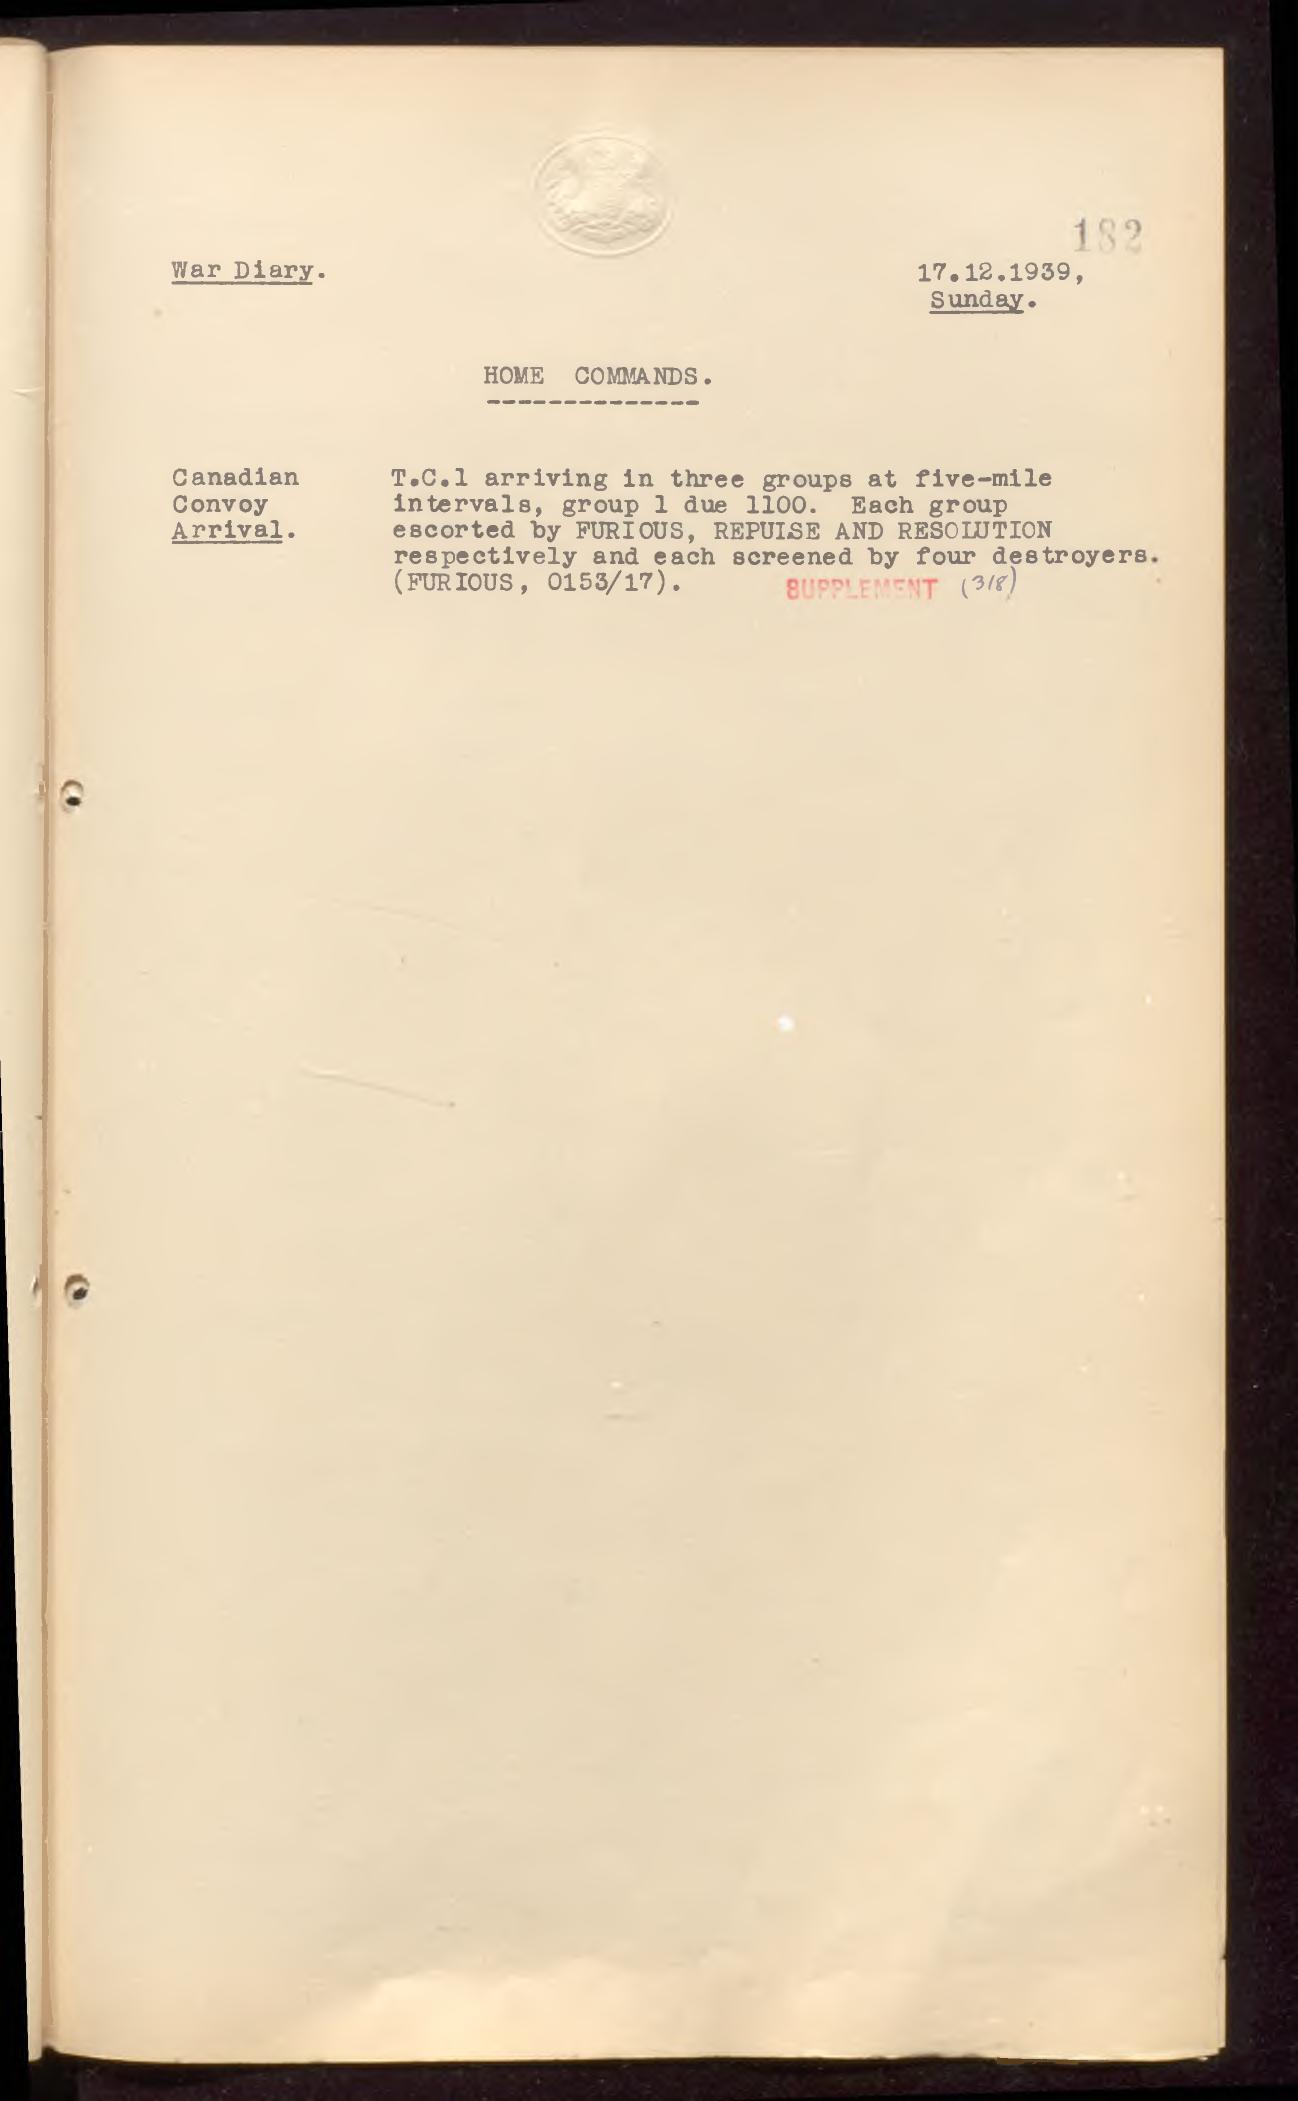 182
War Diary.
17.12.1939,
Sunday.
HOME COMMANDS.
Canadian
Convoy
Arrival.
T.C.1 arriving in three groups at five-mile
intervals, group 1 due 1100. Each group
escorted by FURIOUS, REPULSE AND RESOLUTION
respectively and each screened by four destroyers.
(FURIOUS, 0153/17).
SUPPLEMENT (318)